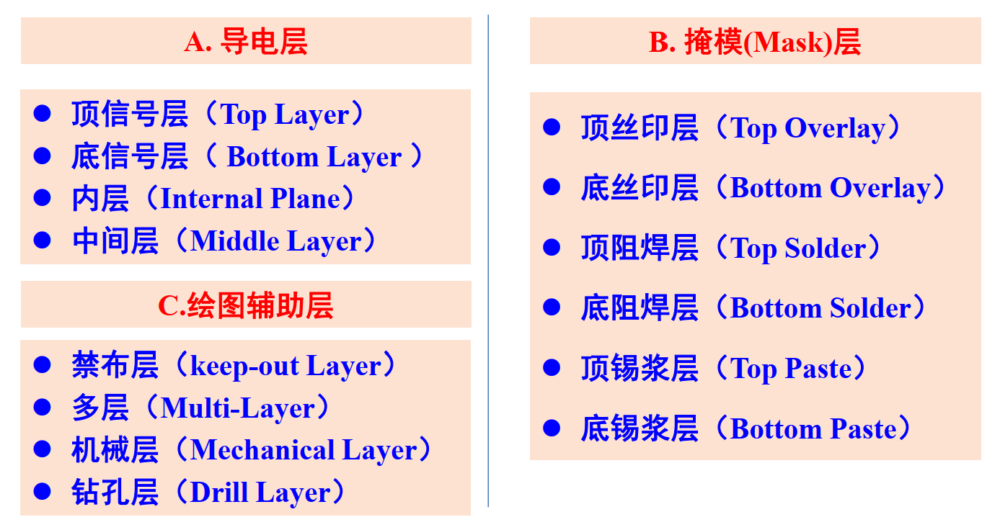 A. 导电层
● 顶信号层（Top Layer）
● 底信号层（ Bottom Layer ）
● 内层（Internal Plane）
● 中间层（Middle Layer）
C.绘图辅助层
● 禁布层（keep-out Layer）
● 多层（Multi-Layer）
● 机械层（Mechanical Layer）
● 钻孔层（Drill Layer）
B. 掩模(Mask)层
● 顶丝印层（Top Overlay）
● 底丝印层（Bottom Overlay）
● 顶阻焊层（Top Solder）
● 底阻焊层（Bottom Solder）
● 顶锡浆层（Top Paste）
● 底锡浆层（Bottom Paste）